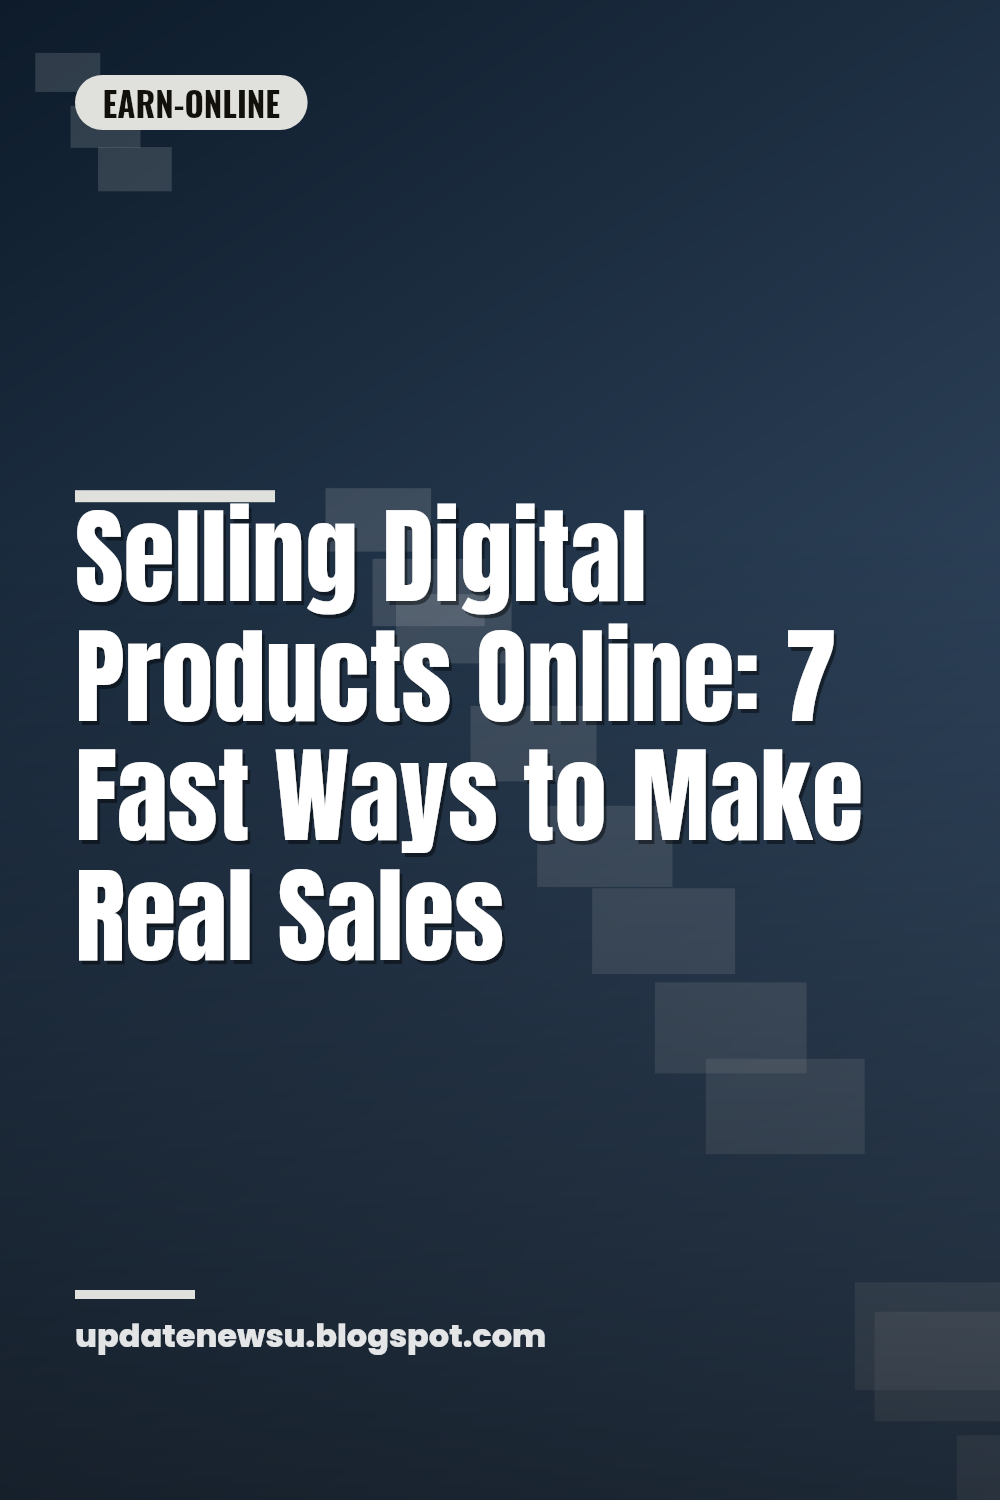 EARN-ONLINE
Selling Digital
Products Online: 7
Fast Ways to Make
Real Sales
updatenewsu.blogspot.com